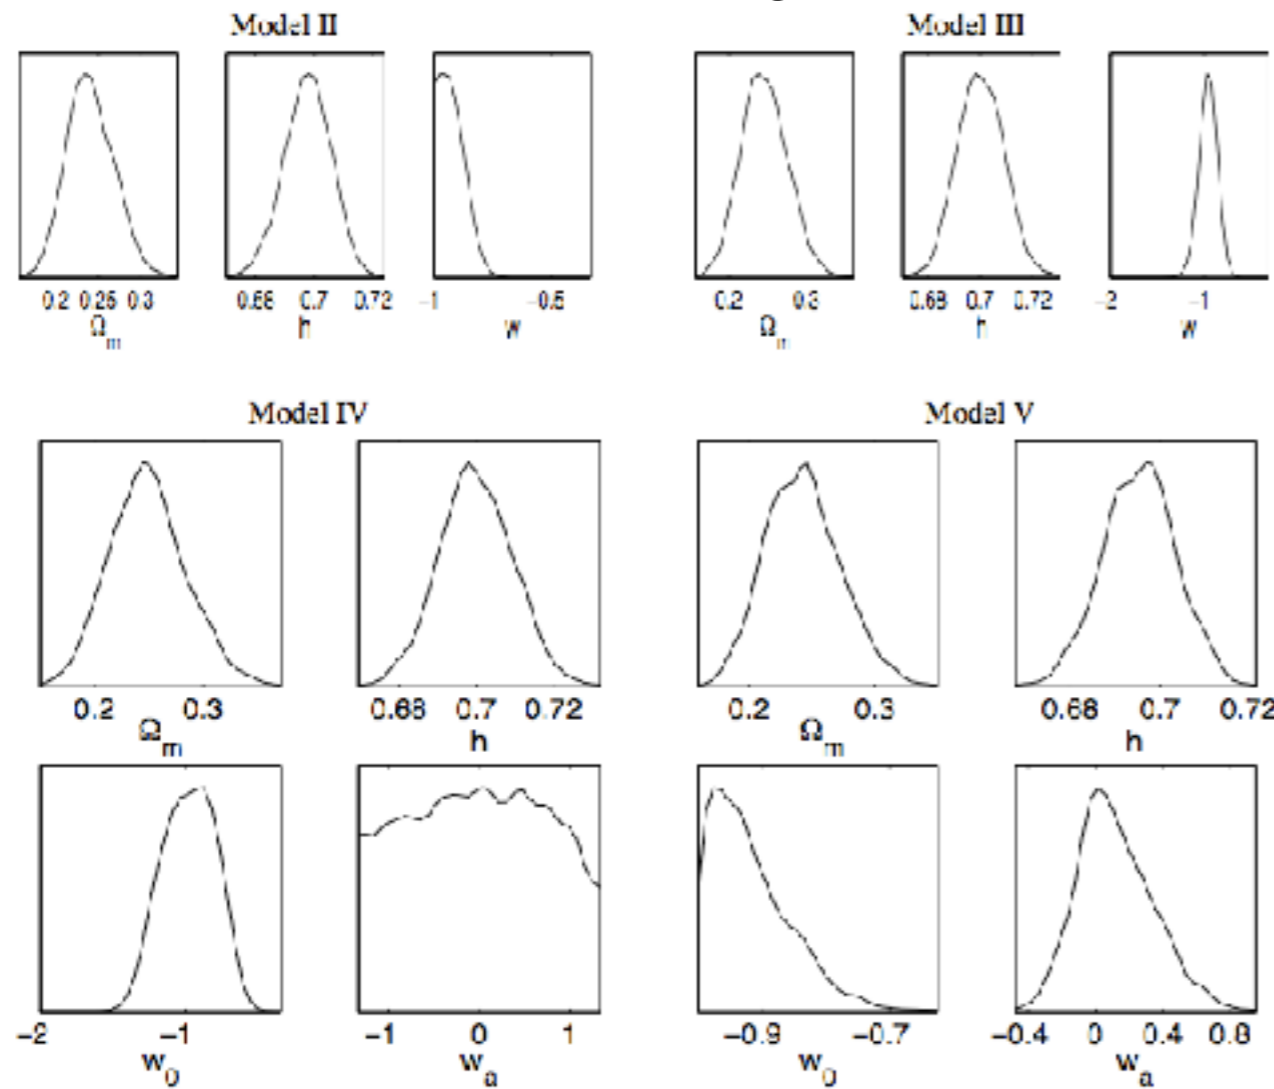 Model II
0.2 0.25 0.3
Ω_m
0.68 0.7 0.72
h
-1 -0.5
w
Model III
0.2 0.3
Ω_m
0.68 0.7 0.72
h
-2 -1
w
Model IV
0.2 0.3
Ω_m
0.68 0.7 0.72
h
-2 -1
w_0
-1 0 1
w_a
Model V
0.2 0.3
Ω_m
0.68 0.7 0.72
h
-0.9 -0.7
w_0
-0.4 0 0.4 0.8
w_a